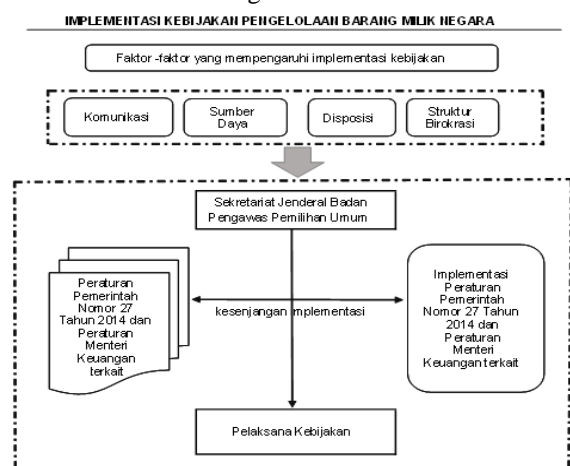 IMPLEMENTASI KEBIJAKAN PENGELOLAAN BARANG MILIK NEGARA
Faktor-faktor yang mempengaruhi implementasi kebijakan
Komunikasi
Sumber
Daya
Disposisi
Struktur
Birokrasi
Sekretariat Jenderal Badan
Pengawas Pemilihan Umum
Peraturan
Pemerintah
Nomor 27
Tahun 2014 dan
Peraturan
Menteri
Keuangan
terkait
kesenjangan implementasi
Implementasi
Peraturan
Pemerintah
Nomor 27 Tahun
2014 dan
Peraturan
Menteri
Keuangan terkait
Pelaksana Kebijakan